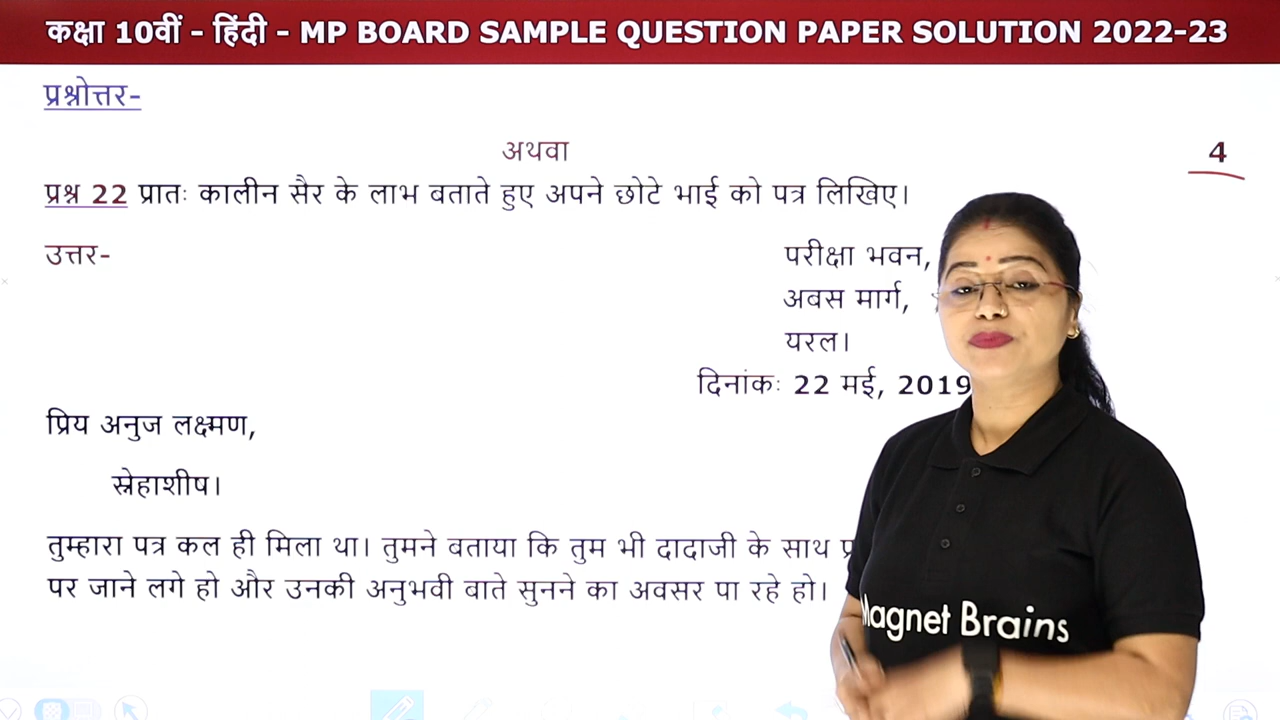 कक्षा 10वीं - हिंदी - MP BOARD SAMPLE QUESTION PAPER SOLUTION 2022-23
प्रश्नोत्तर-
अथवा 4
प्रश्न 22 प्रातः कालीन सैर के लाभ बताते हुए अपने छोटे भाई को पत्र लिखिए।
उत्तर- परीक्षा भवन,
अवस मार्ग,
यरल।
दिनांकः 22 मई, 2019
प्रिय अनुज लक्ष्मण,
स्नेहाशीष।
तुम्हारा पत्र कल ही मिला था। तुमने बताया कि तुम भी दादाजी के साथ
पर जाने लगे हो और उनकी अनुभवी बाते सुनने का अवसर पा रहे हो।
Magnet Brains